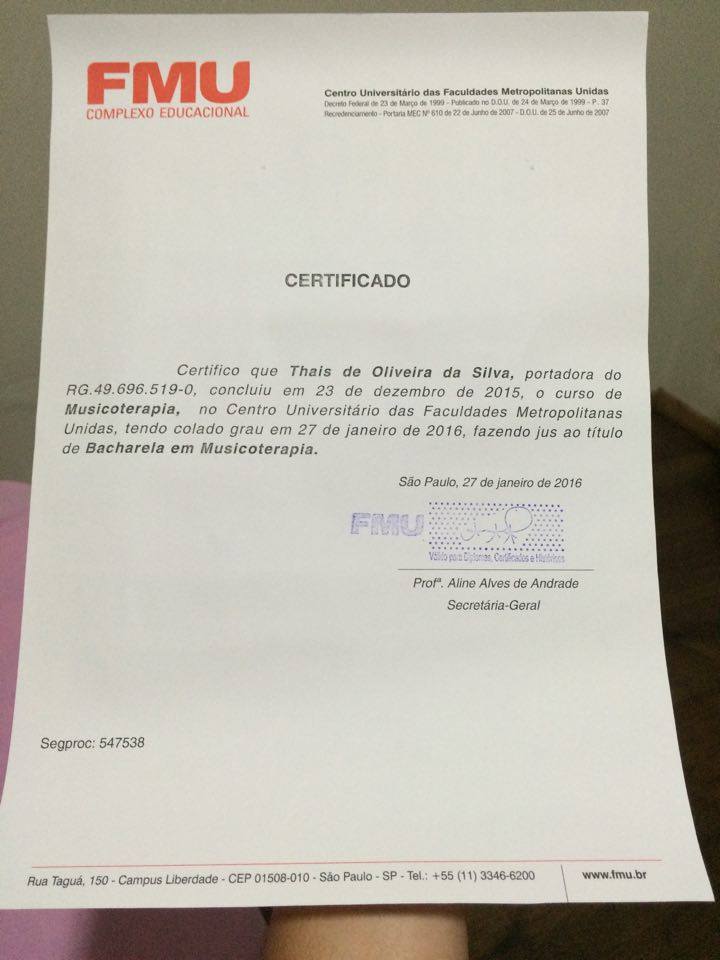 FMU
COMPLEXO EDUCACIONAL
Centro Universitário das Faculdades Metropolitanas Unidas
Decreto Federal de 23 de Março de 1999 - Publicado no D.O.U. de 24 de Março de 1999 - P. 37
Recredenciamento - Portaria MEC Nº 610 de 22 de Junho de 2007 - D.O.U. de 25 de Junho de 2007
CERTIFICADO
Certifico que Thais de Oliveira da Silva, portadora do
RG.49.696.519-0, concluiu em 23 de dezembro de 2015, o curso de
Musicoterapia, no Centro Universitário das Faculdades Metropolitanas
Unidas, tendo colado grau em 27 de janeiro de 2016, fazendo jus ao título
de Bacharela em Musicoterapia.
São Paulo, 27 de janeiro de 2016
FMU
Válido para Diplomas, Certificados e Históricos
Profª. Aline Alves de Andrade
Secretária-Geral
Segproc: 547538
Rua Taguá, 150 - Campus Liberdade - CEP 01508-010 - São Paulo - SP - Tel.: +55 (11) 3346-6200
www.fmu.br